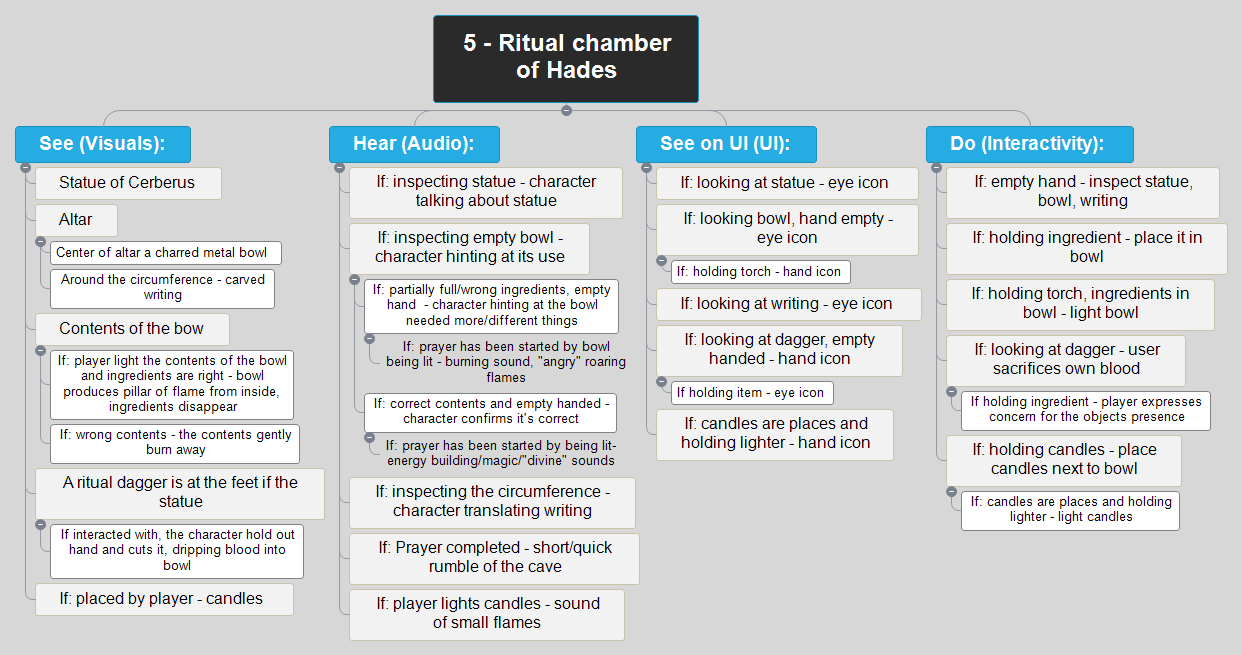 5 - Ritual chamber
of Hades
See (Visuals):
Statue of Cerberus
Altar
Center of altar a charred metal bowl
Around the circumference - carved
writing
Contents of the bow
If: player light the contents of the bowl
and ingredients are right - bowl
produces pillar of flame from inside,
ingredients disappear
If: wrong contents - the contents gently
burn away
A ritual dagger is at the feet if the
statue
If interacted with, the character hold out
hand and cuts it, dripping blood into
bowl
If: placed by player - candles
Hear (Audio):
If: inspecting statue - character
talking about statue
If: inspecting empty bowl -
character hinting at its use
If: partially full/wrong ingredients, empty
hand - character hinting at the bowl
needed more/different things
If: prayer has been started by bowl
being lit - burning sound, "angry" roaring
flames
If: correct contents and empty handed -
character confirms it's correct
If: prayer has been started by being lit-
energy building/magic/"divine" sounds
If: inspecting the circumference -
character translating writing
If: Prayer completed - short/quick
rumble of the cave
If: player lights candles - sound
of small flames
See on UI (UI):
If: looking at statue - eye icon
If: looking bowl, hand empty -
eye icon
If: holding torch - hand icon
If: looking at writing - eye icon
If: looking at dagger, empty
handed - hand icon
If holding item - eye icon
If: candles are places and
holding lighter - hand icon
Do (Interactivity):
If: empty hand - inspect statue,
bowl, writing
If: holding ingredient - place it in
bowl
If: holding torch, ingredients in
bowl - light bowl
If: looking at dagger - user
sacrifices own blood
If holding ingredient - player expresses
concern for the objects presence
If: holding candles - place
candles next to bowl
If: candles are places and holding
lighter - light candles